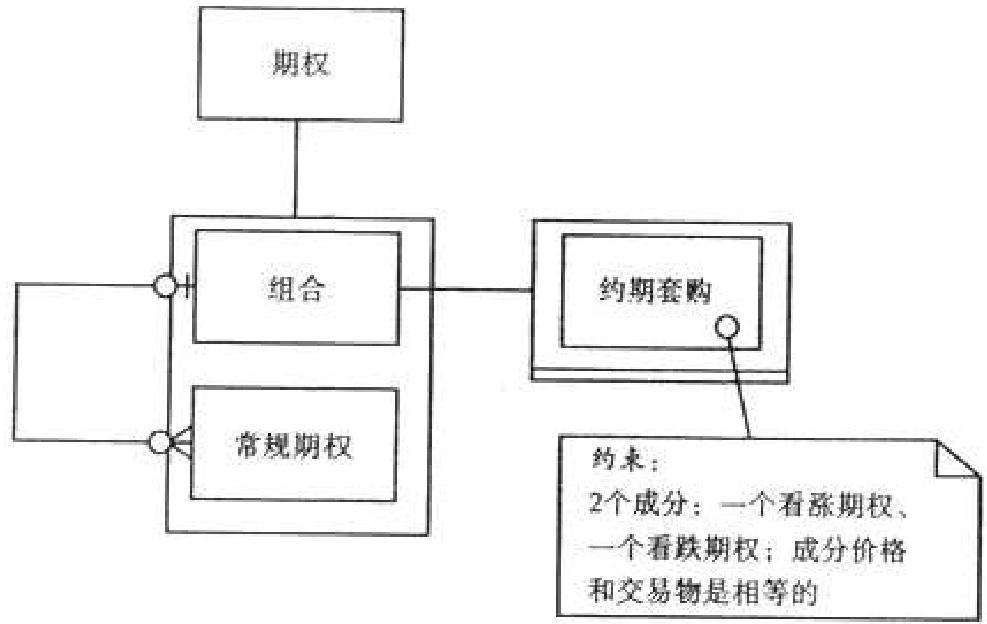 期权
组合
约期套购
常规期权
约束：
2个成分：一个看涨期权、
一个看跌期权；成分价格
和交易物是相等的